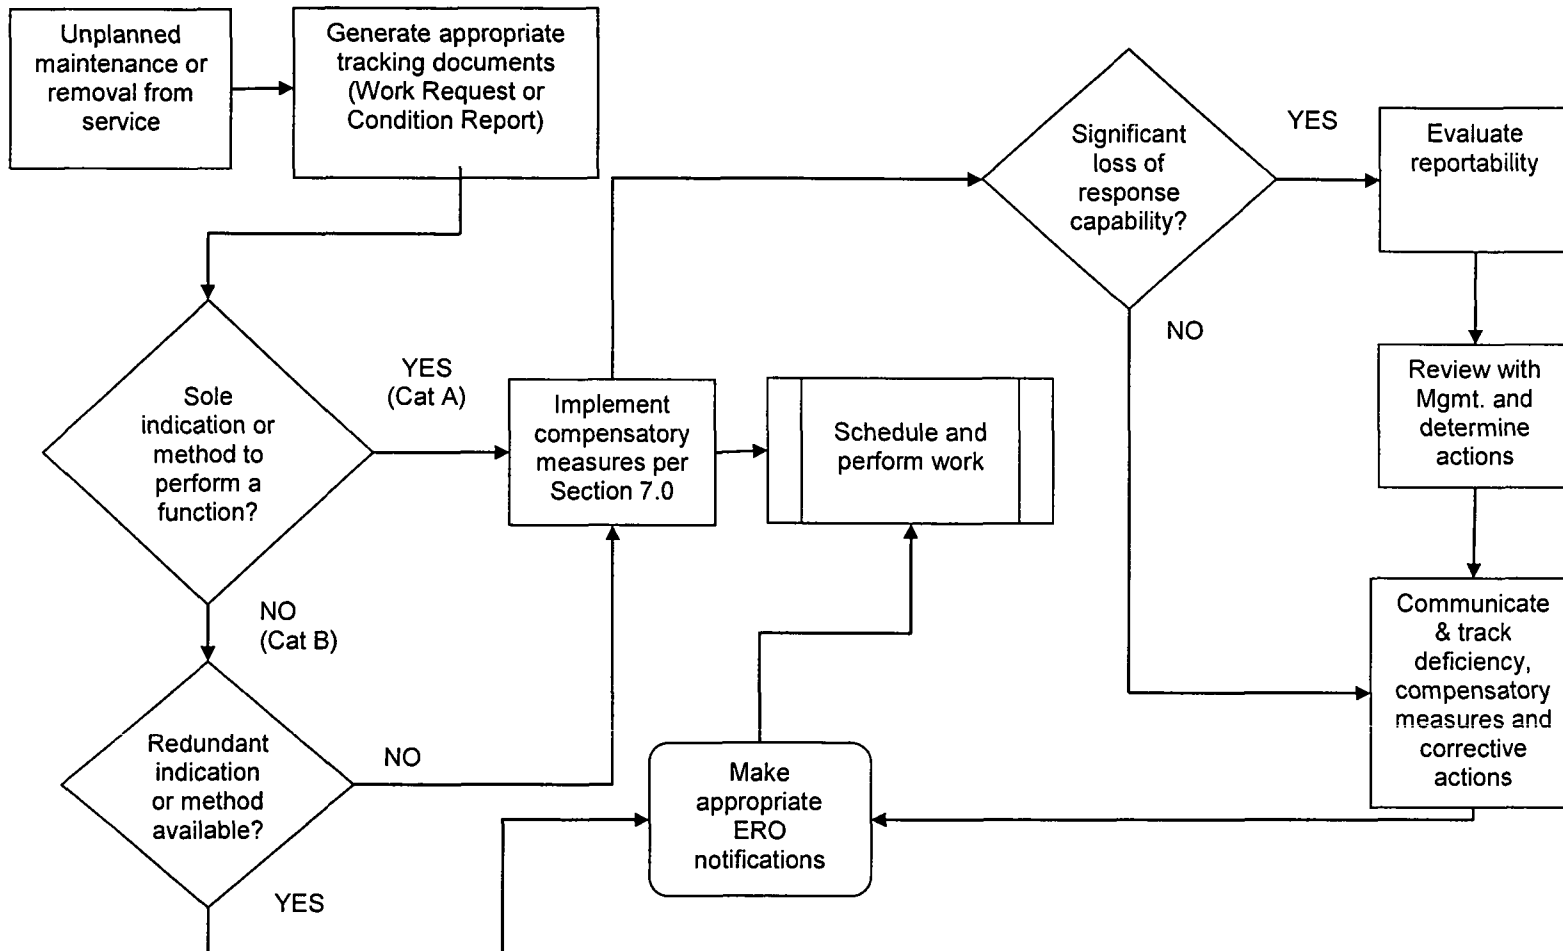 Unplanned
maintenance or
removal from
service
Generate appropriate
tracking documents
(Work Request or
Condition Report)
Significant
loss of
response
capability?
YES
Evaluate
reportability
NO
Review with
Mgmt. and
determine
actions
Sole
indication or
method to
perform a
function?
YES
(Cat A)
Implement
compensatory
measures per
Section 7.0
Schedule and
perform work
NO
(Cat B)
Communicate
& track
deficiency,
compensatory
measures and
corrective
actions
Redundant
indication
or method
available?
NO
Make
appropriate
ERO
notifications
YES